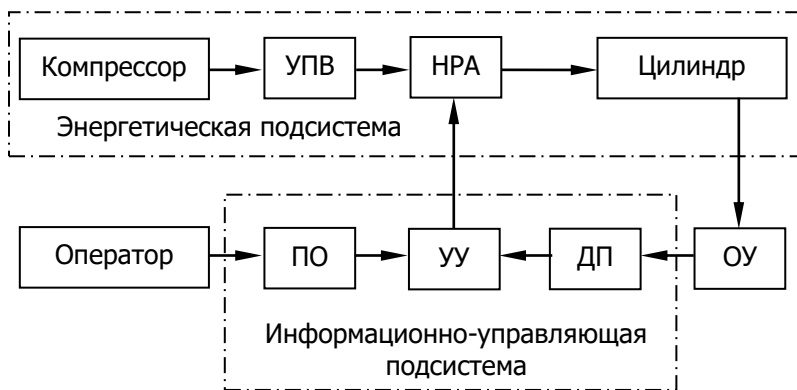 Компрессор
УПВ
НРА
Цилиндр
Энергетическая подсистема
Оператор
ПО
УУ
ДП
ОУ
Информационно-управляющая
подсистема